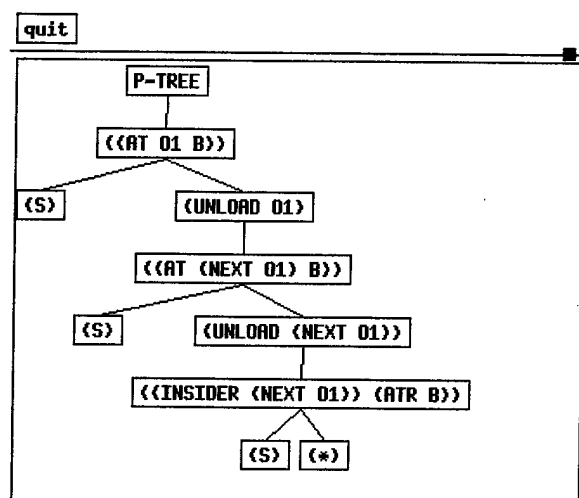 quit
P-TREE
((AT O1 B))
(S) (UNLOAD O1)
((AT (NEXT O1) B))
(S) (UNLOAD (NEXT O1))
((INSIDER (NEXT O1)) (ATR B))
(S) (*)